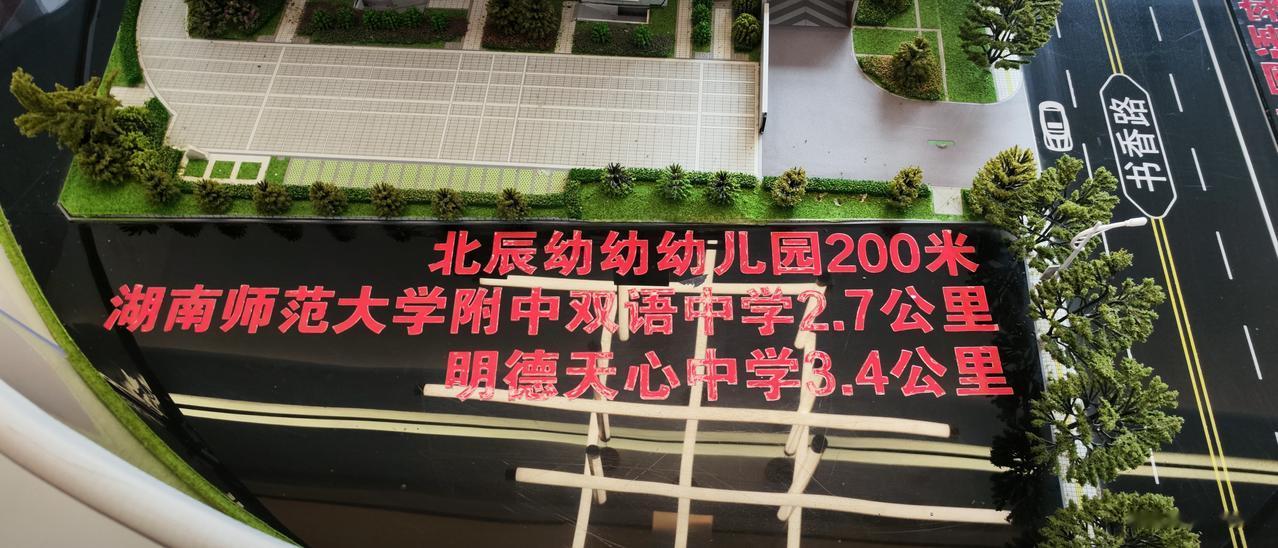 北辰幼幼幼儿园200米
湖南师范大学附中双语中学2.7公里
明德天心中学3.4公里
书香路